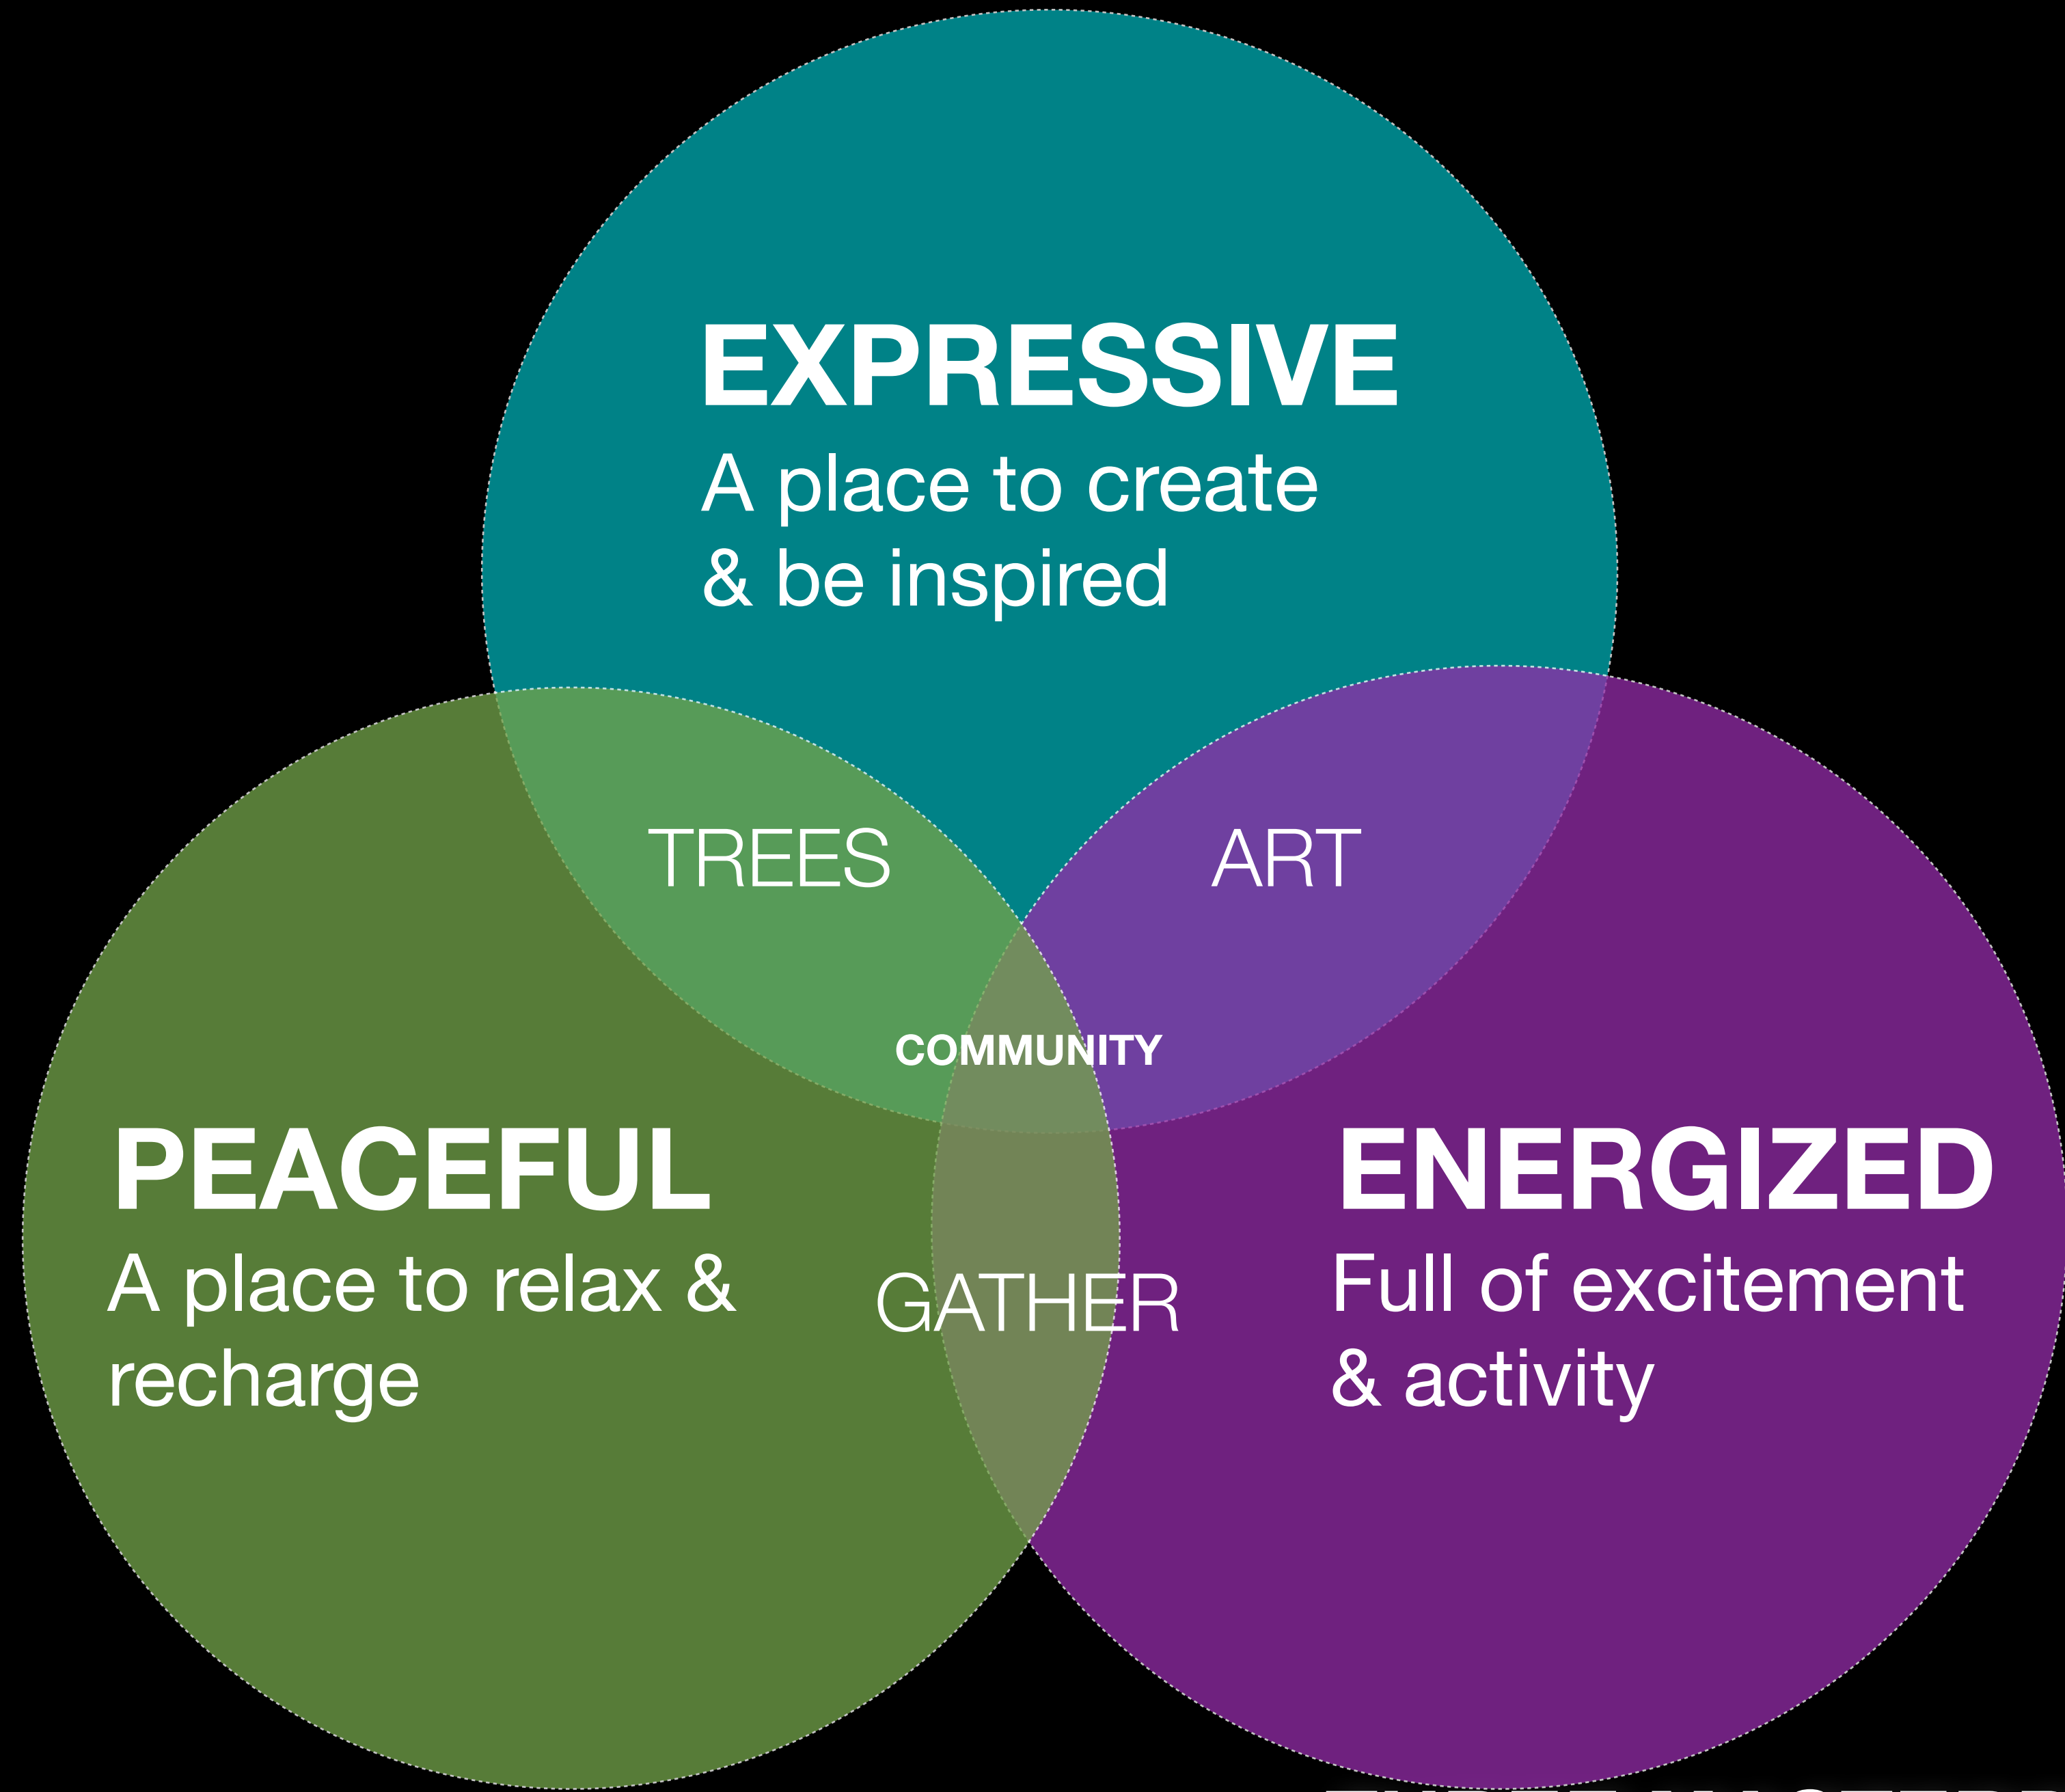 EXPRESSIVE
A place to create
& be inspired
TREES
ART
COMMUNITY
PEACEFUL
A place to relax &
recharge
GATHER
ENERGIZED
Full of excitement
& activity